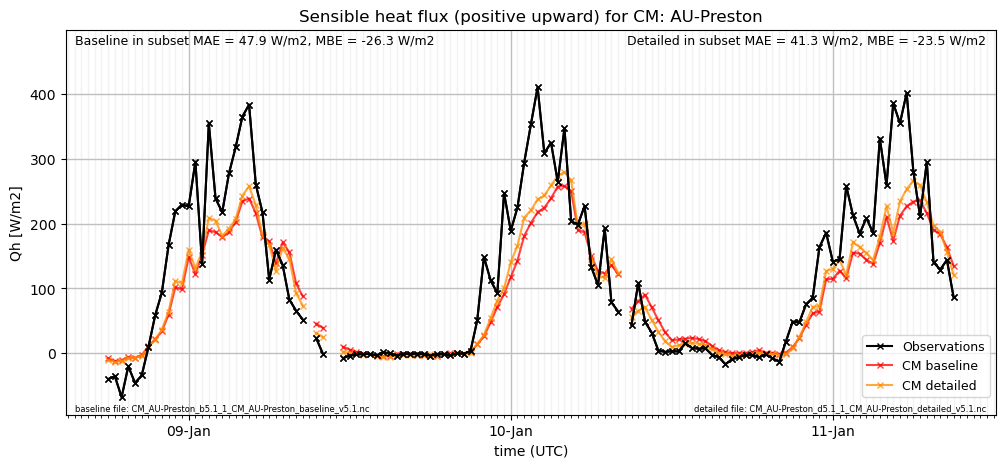 Sensible heat flux (positive upward) for CM: AU-Preston
Baseline in subset MAE = 47.9 W/m2, MBE = -26.3 W/m2
Detailed in subset MAE = 41.3 W/m2, MBE = -23.5 W/m2
Qh [W/m2]
400
300
200
100
0
Observations
CM baseline
CM detailed
baseline file: CM_AU-Preston_b5.1_1_CM_AU-Preston_baseline_v5.1.nc
detailed file: CM_AU-Preston_d5.1_1_CM_AU-Preston_detailed_v5.1.nc
09-Jan
10-Jan
11-Jan
time (UTC)